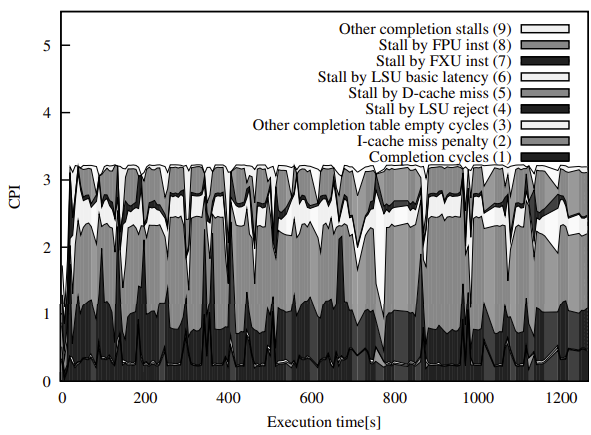 Other completion stalls (9)
Stall by FPU inst (8)
Stall by FXU inst (7)
Stall by LSU basic latency (6)
Stall by D-cache miss (5)
Stall by LSU reject (4)
Other completion table empty cycles (3)
I-cache miss penalty (2)
Completion cycles (1)
5
4
3
2
1
0
CPI
0 200 400 600 800 1000 1200
Execution time[s]